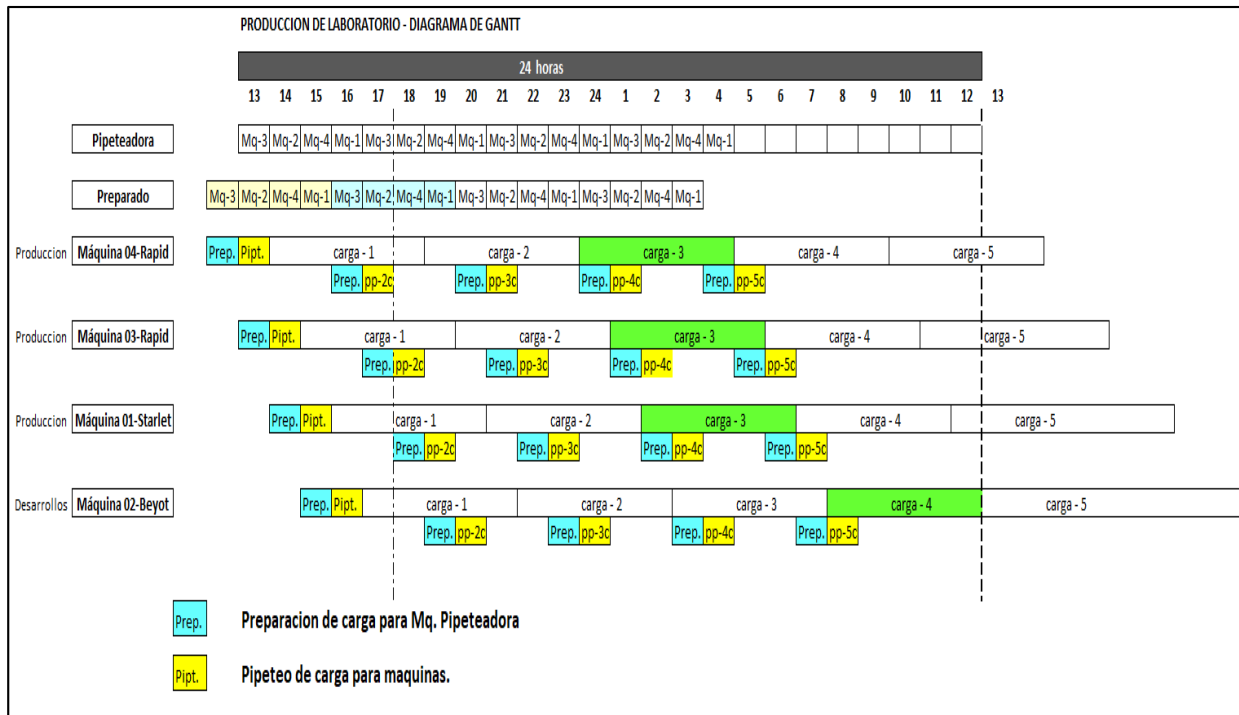 PRODUCCION DE LABORATORIO - DIAGRAMA DE GANTT
24 horas
13 14 15 16 17 18 19 20 21 22 23 24 1 2 3 4 5 6 7 8 9 10 11 12 13
Pipeteadora Mq-3 Mq-2 Mq-4 Mq-1 Mq-3 Mq-2 Mq-4 Mq-1 Mq-3 Mq-2 Mq-4 Mq-1 Mq-3 Mq-2 Mq-4 Mq-1
Preparado Mq-3 Mq-2 Mq-4 Mq-1 Mq-3 Mq-2 Mq-4 Mq-1 Mq-3 Mq-2 Mq-4 Mq-1 Mq-3 Mq-2 Mq-4 Mq-1
Produccion Máquina 04-Rapid Prep. Pipt. carga - 1 carga - 2 carga - 3 carga - 4 carga - 5
Prep. pp-2c Prep. pp-3c Prep. pp-4c Prep. pp-5c
Produccion Máquina 03-Rapid Prep. Pipt. carga - 1 carga - 2 carga - 3 carga - 4 carga - 5
Prep. pp-2c Prep. pp-3c Prep. pp-4c Prep. pp-5c
Produccion Máquina 01-Starlet Prep. Pipt. carga - 1 carga - 2 carga - 3 carga - 4 carga - 5
Prep. pp-2c Prep. pp-3c Prep. pp-4c Prep. pp-5c
Desarrollos Máquina 02-Beyot Prep. Pipt. carga - 1 carga - 2 carga - 3 carga - 4 carga - 5
Prep. pp-2c Prep. pp-3c Prep. pp-4c Prep. pp-5c
Prep. Preparacion de carga para Mq. Pipeteadora
Pipt. Pipeteo de carga para maquinas.